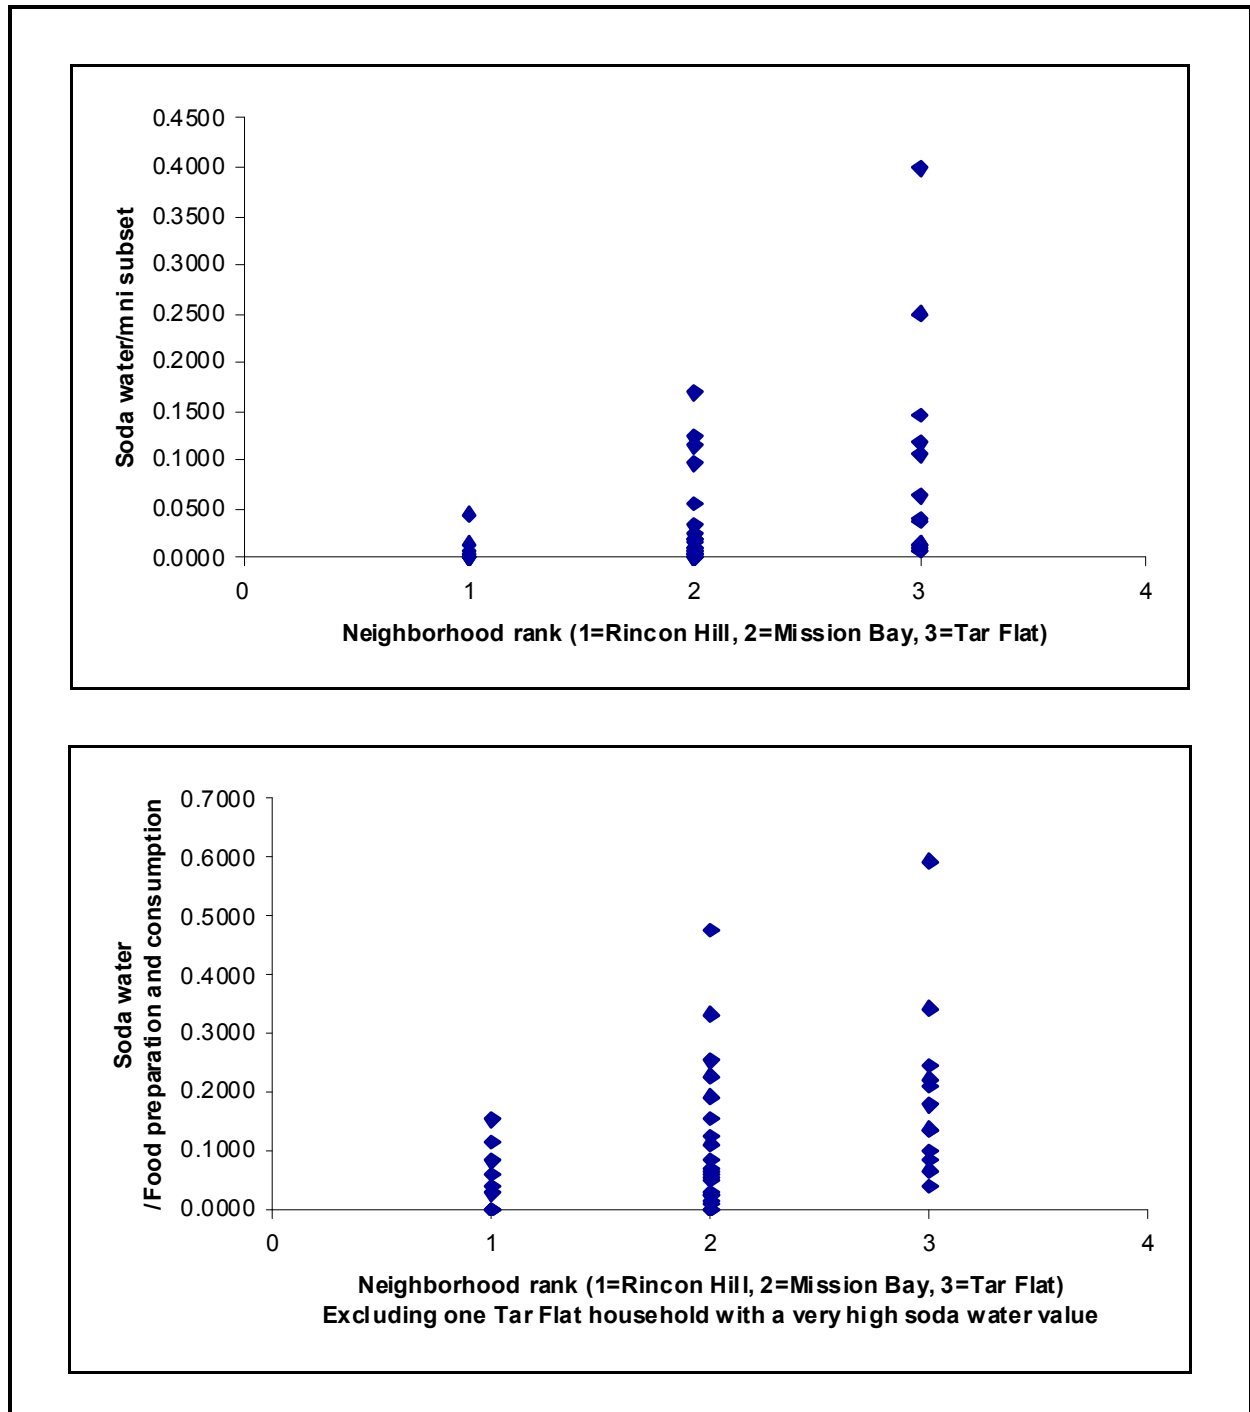 0.4500
0.4000
0.3500
0.3000
0.2500
0.2000
0.1500
0.1000
0.0500
0.0000
Soda water/mni subset
0 1 2 3 4
Neighborhood rank (1=Rincon Hill, 2=Mission Bay, 3=Tar Flat)
0.7000
0.6000
0.5000
0.4000
0.3000
0.2000
0.1000
0.0000
Soda water
/Food preparation and consumption
0 1 2 3 4
Neighborhood rank (1=Rincon Hill, 2=Mission Bay, 3=Tar Flat)
Excluding one Tar Flat household with a very high soda water value